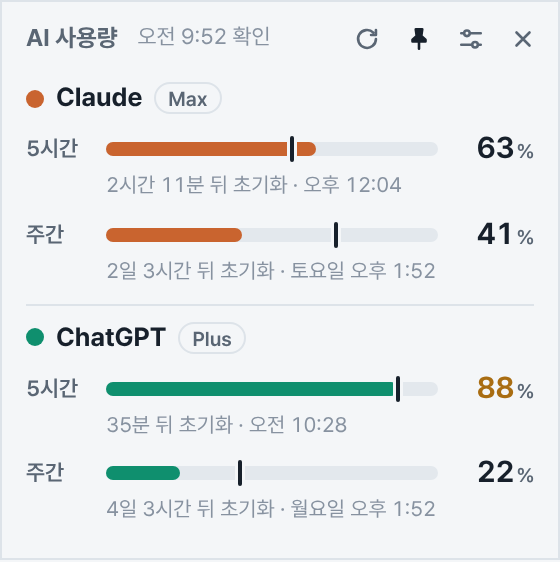 AI 사용량 오전 9:52 확인
Claude Max
5시간 63%
2시간 11분 뒤 초기화 · 오후 12:04
주간 41%
2일 3시간 뒤 초기화 · 토요일 오후 1:52
ChatGPT Plus
5시간 88%
35분 뒤 초기화 · 오전 10:28
주간 22%
4일 3시간 뒤 초기화 · 월요일 오후 1:52